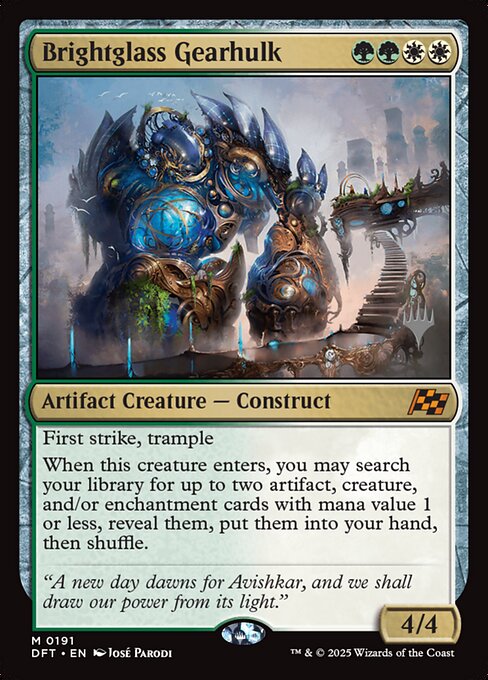 Brightglass Gearhulk
Artifact Creature — Construct
First strike, trample
When this creature enters, you may search
your library for up to two artifact, creature,
and/or enchantment cards with mana value 1
or less, reveal them, put them into your hand,
then shuffle.
“A new day dawns for Avishkar, and we shall
draw our power from its light.”
4/4
M 0191
DFT • EN José Parodi
™ & © 2025 Wizards of the Coast